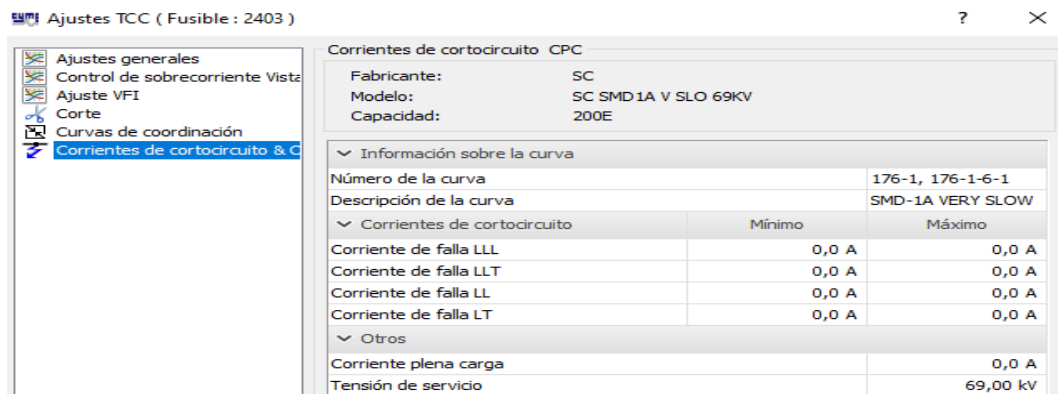 Ajustes TCC ( Fusible : 2403 )
?
Ajustes generales
Control de sobrecorriente Vista
Ajuste VFI
Corte
Curvas de coordinación
Corrientes de cortocircuito & C
Corrientes de cortocircuito CPC
Fabricante: SC
Modelo: SC SMD1A V SLO 69KV
Capacidad: 200E
Información sobre la curva
Número de la curva 176-1, 176-1-6-1
Descripción de la curva SMD-1A VERY SLOW
Corrientes de cortocircuito Mínimo Máximo
Corriente de falla LLL 0,0 A 0,0 A
Corriente de falla LLT 0,0 A 0,0 A
Corriente de falla LL 0,0 A 0,0 A
Corriente de falla LT 0,0 A 0,0 A
Otros
Corriente plena carga 0,0 A
Tensión de servicio 69,00 kV